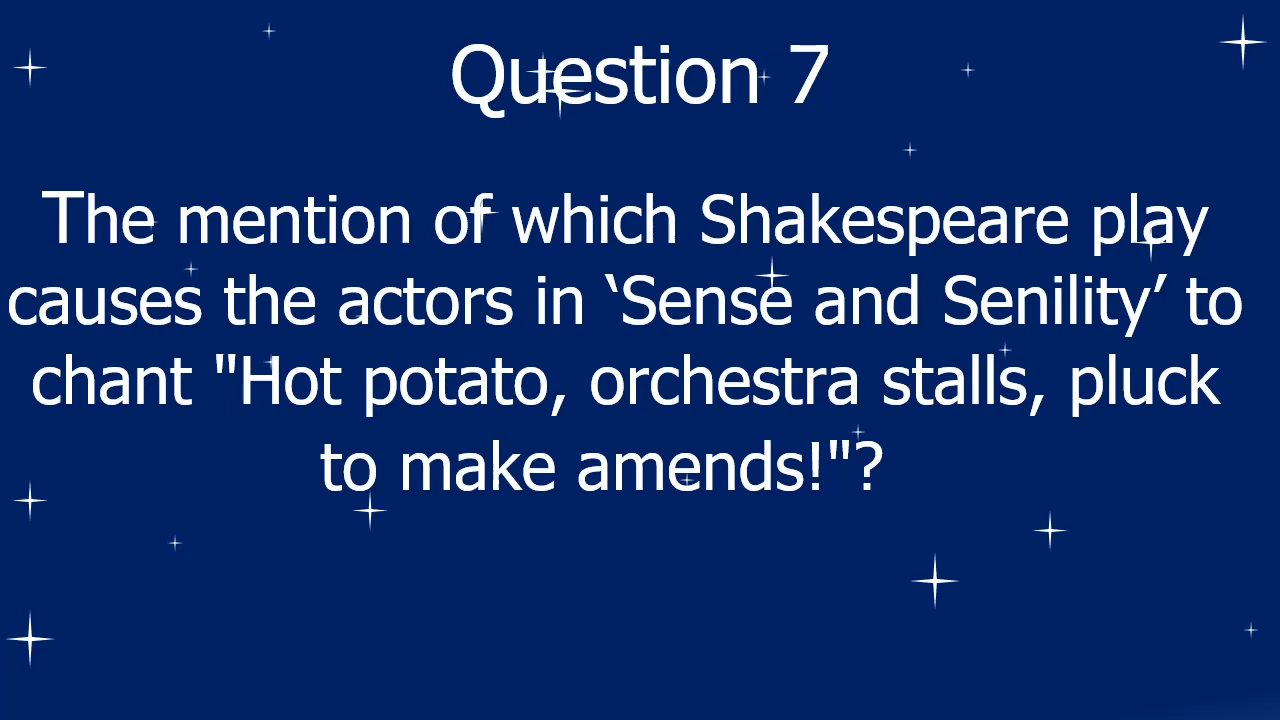 Question 7
The mention of which Shakespeare play
causes the actors in ‘Sense and Senility’ to
chant "Hot potato, orchestra stalls, pluck
to make amends!"?